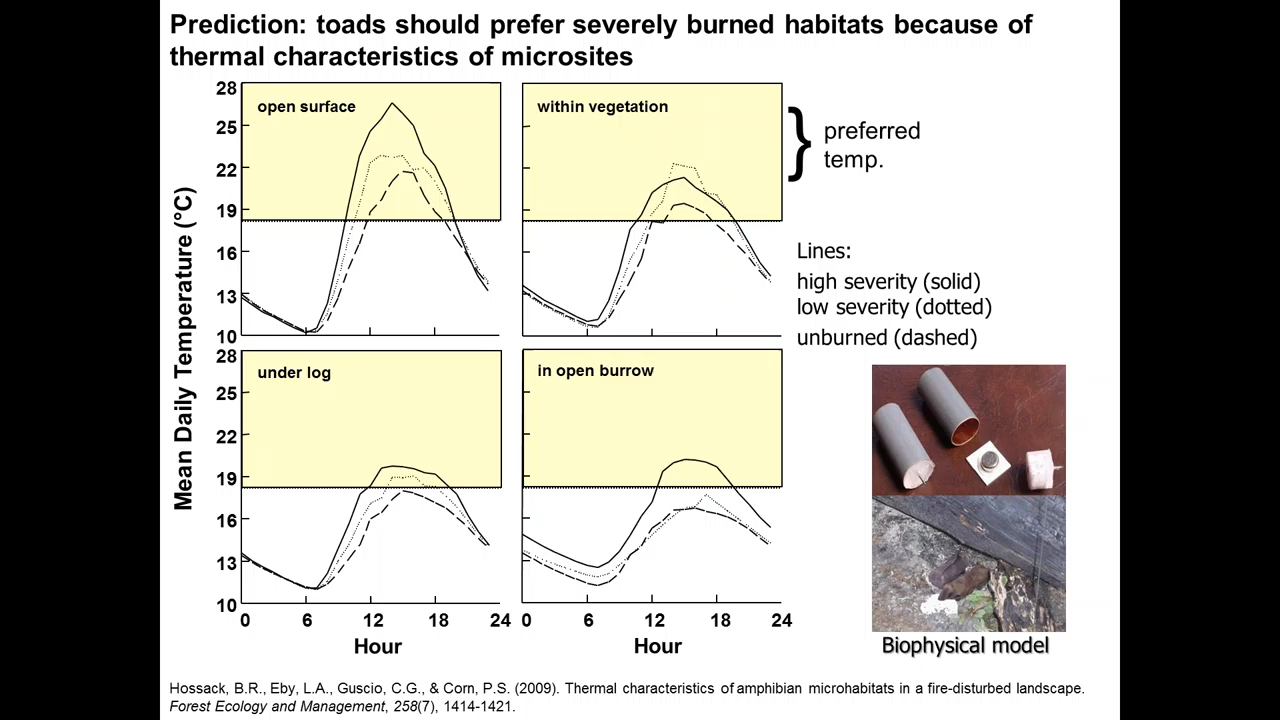 Prediction: toads should prefer severely burned habitats because of
thermal characteristics of microsites
Mean Daily Temperature (°C)
28
25
22
19
16
13
10
open surface
within vegetation
preferred
temp.
Lines:
high severity (solid)
low severity (dotted)
unburned (dashed)
28
25
22
19
16
13
10
under log
in open burrow
0 6 12 18 24
0 6 12 18 24
Hour
Hour
Biophysical model
Hossack, B.R., Eby, L.A., Guscio, C.G., & Corn, P.S. (2009). Thermal characteristics of amphibian microhabitats in a fire-disturbed landscape.
Forest Ecology and Management, 258(7), 1414-1421.